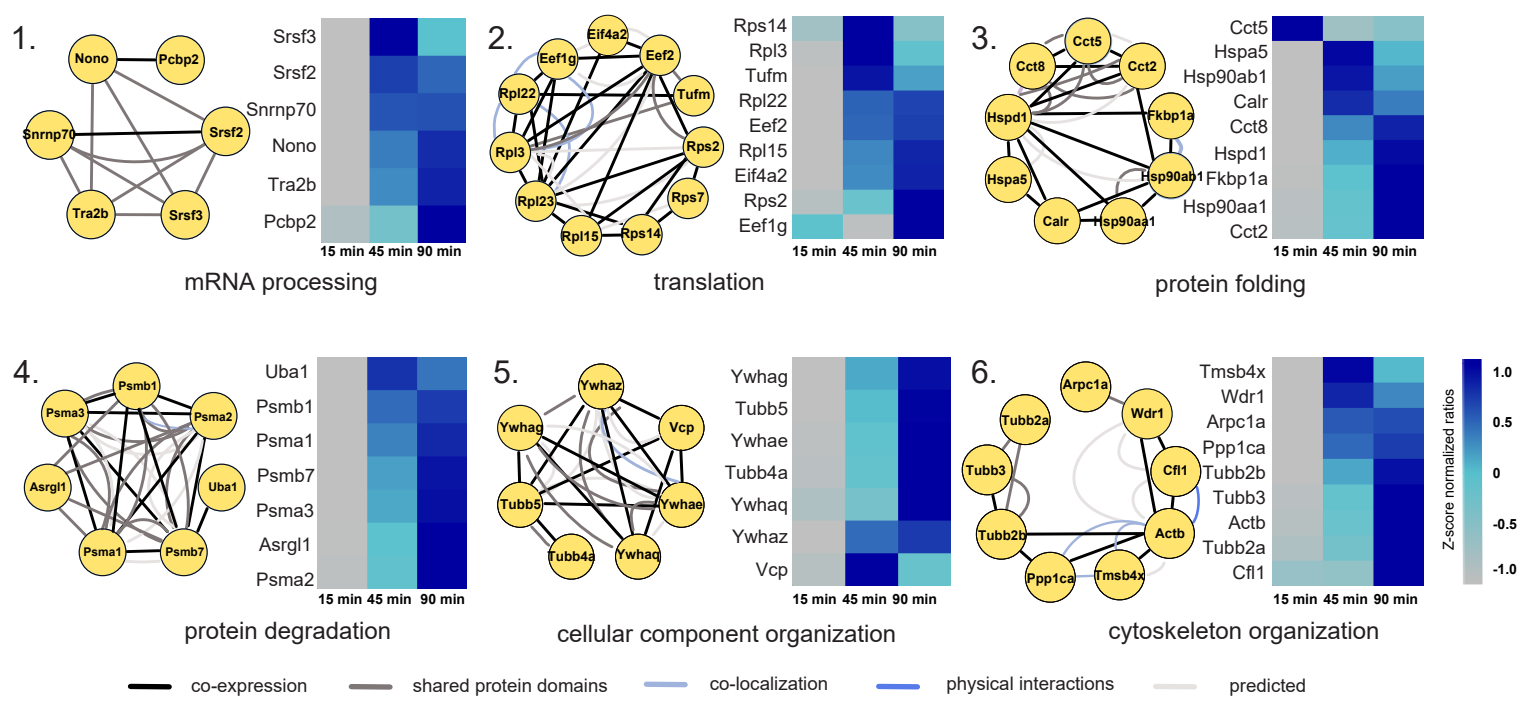 1.
Nono
Pcbp2
Snrnp70
Srsf2
Tra2b
Srsf3
Srsf3
Srsf2
Snrnp70
Nono
Tra2b
Pcbp2
15 min 45 min 90 min
mRNA processing
2.
Eif4a2
Eef1g
Eef2
Rpl22
Tufm
Rpl3
Rps2
Rpl23
Rps7
Rpl15
Rps14
Rps14
Rpl3
Tufm
Rpl22
Eef2
Rpl15
Eif4a2
Rps2
Eef1g
15 min 45 min 90 min
translation
3.
Cct5
Cct8
Cct2
Hspd1
Fkbp1a
Hspa5
Hsp90ab1
Calr
Hsp90aa1
Cct5
Hspa5
Hsp90ab1
Calr
Cct8
Hspd1
Fkbp1a
Hsp90aa1
Cct2
15 min 45 min 90 min
protein folding
4.
Psmb1
Psma3
Psma2
Asrgl1
Uba1
Psma1
Psmb7
Uba1
Psmb1
Psma1
Psmb7
Psma3
Asrgl1
Psma2
15 min 45 min 90 min
protein degradation
5.
Ywhaz
Ywhag
Vcp
Tubb5
Ywhae
Tubb4a
Ywhaq
Ywhag
Tubb5
Ywhae
Tubb4a
Ywhaq
Ywhaz
Vcp
15 min 45 min 90 min
cellular component organization
6.
Arpc1a
Tubb2a
Wdr1
Tubb3
Cfl1
Tubb2b
Actb
Ppp1ca
Tmsb4x
Tmsb4x
Wdr1
Arpc1a
Ppp1ca
Tubb2b
Tubb3
Actb
Tubb2a
Cfl1
15 min 45 min 90 min
cytoskeleton organization
Z-score normalized ratios
1.0
0.5
0
-0.5
-1.0
co-expression
shared protein domains
co-localization
physical interactions
predicted